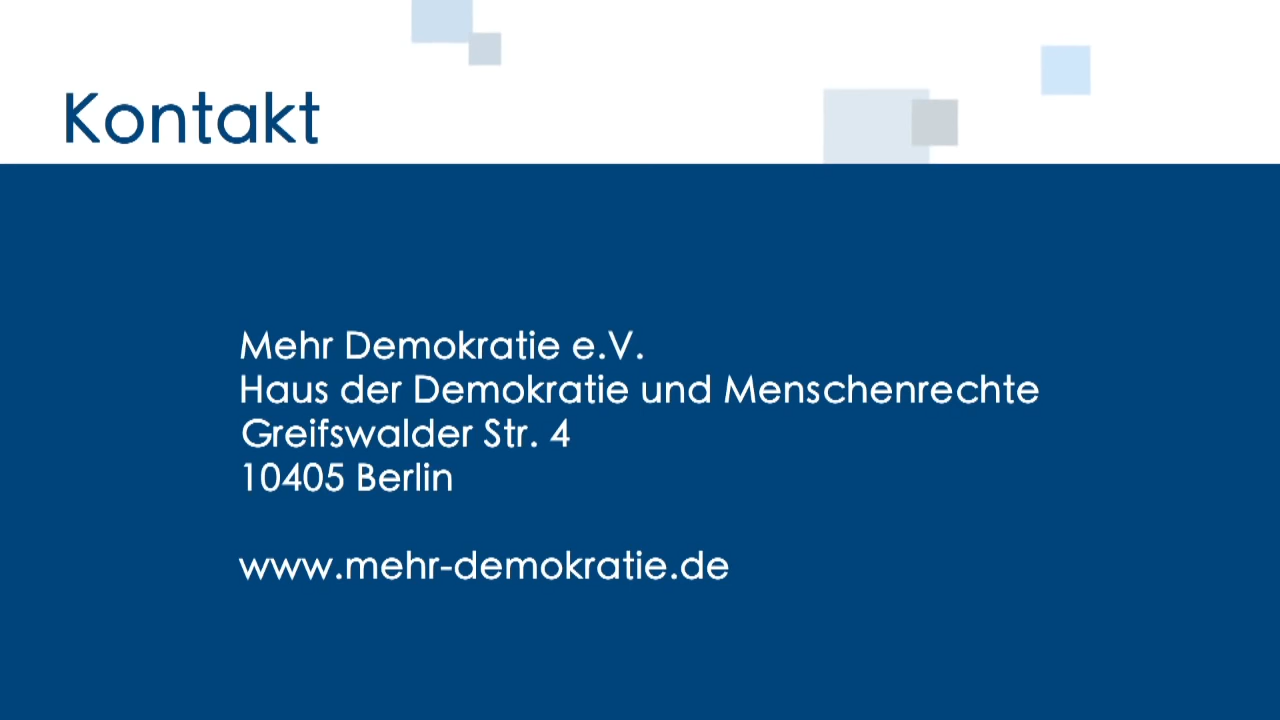 Kontakt
Mehr Demokratie e.V.
Haus der Demokratie und Menschenrechte
Greifswalder Str. 4
10405 Berlin
www.mehr-demokratie.de